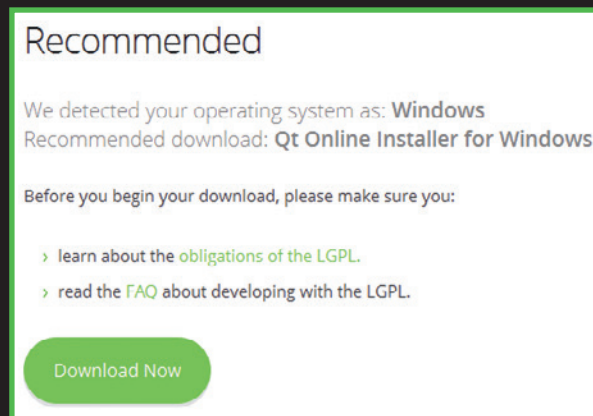 Recommended
We detected your operating system as: Windows
Recommended download: Qt Online Installer for Windows
Before you begin your download, please make sure you:
› learn about the obligations of the LGPL.
› read the FAQ about developing with the LGPL.
Download Now